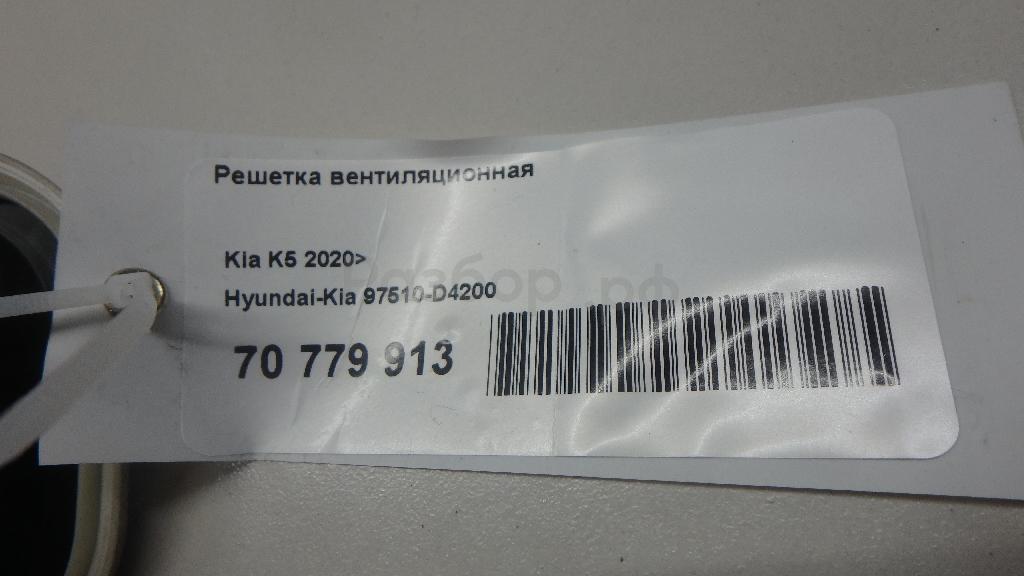 Решетка вентиляционная
Kia K5 2020>
Hyundai-Kia 97510-D4200
70 779 913